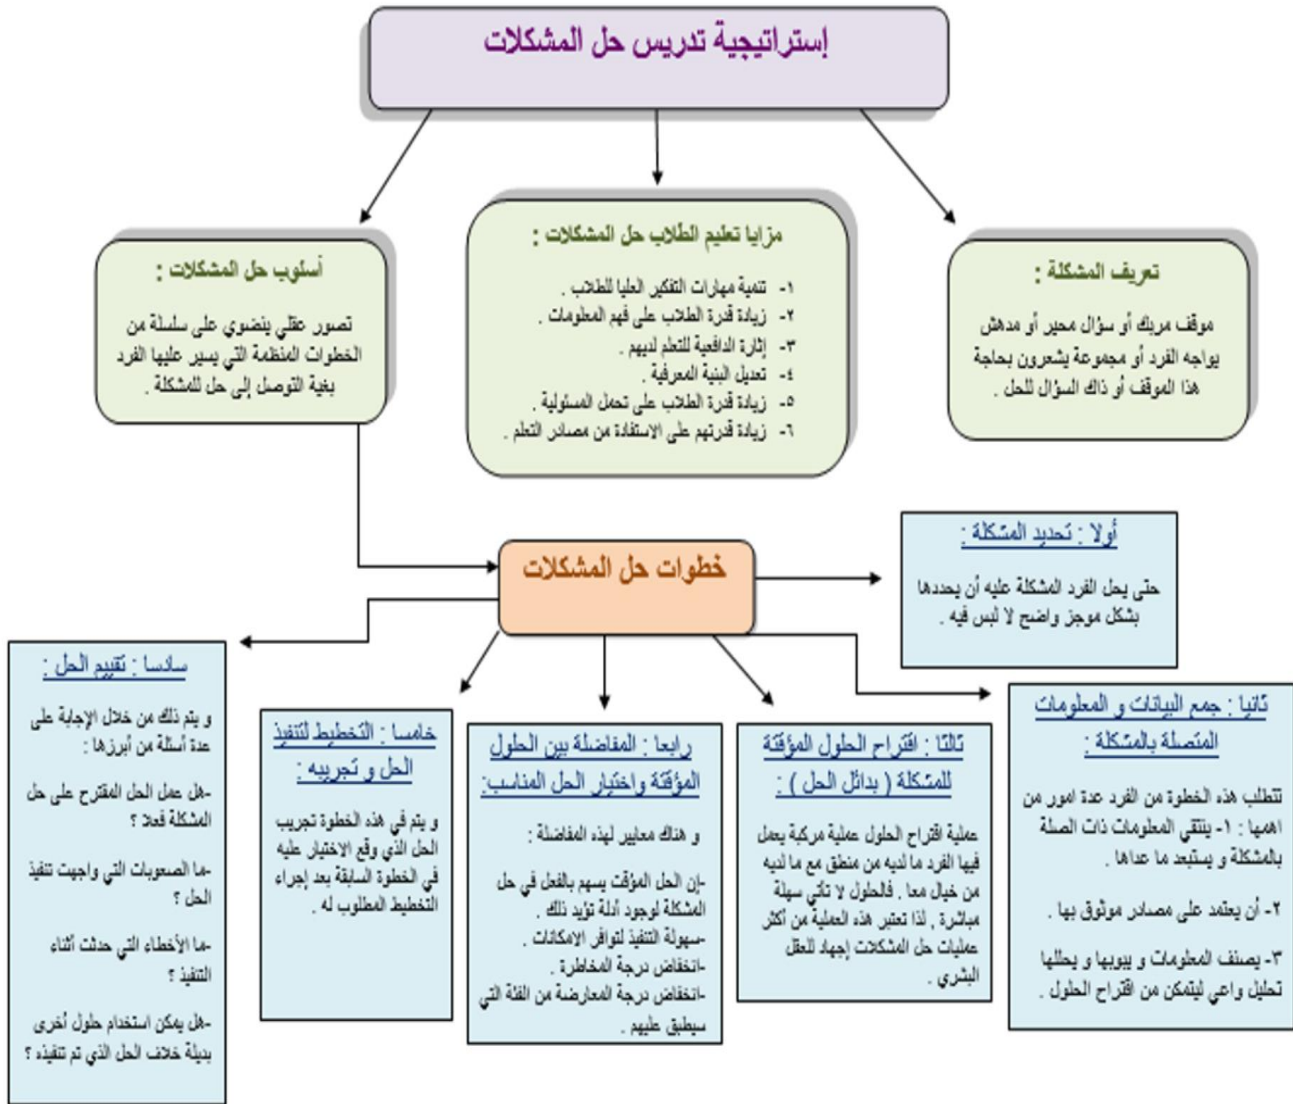 إستراتيجية تدريس حل المشكلات
تعريف المشكلة :
موقف مربك أو سؤال محير أو مدهش
يواجه الفرد أو مجموعة يشعرون بحاجة
هذا الموقف أو ذاك السؤال للحل .
مزايا تعليم الطلاب حل المشكلات :
١- تنمية مهارات التفكير العليا للطلاب .
٢- زيادة قدرة الطلاب على فهم المعلومات .
٣- إثارة الدافعية للتعلم لديهم .
٤- تعديل البنية المعرفية .
٥- زيادة قدرة الطلاب على تحمل المسئولية .
٦- زيادة قدرتهم على الاستفادة من مصادر التعلم .
أسلوب حل المشكلات :
تصور عقلي ينضوي على سلسلة من
الخطوات المنظمة التي يسير عليها الفرد
بغية التوصل إلى حل للمشكلة .
خطوات حل المشكلات
أولا : تحديد المشكلة :
حتى يحل الفرد المشكلة عليه أن يحددها
بشكل موجز واضح لا لبس فيه .
ثانيا : جمع البيانات و المعلومات
المتصلة بالمشكلة :
تتطلب هذه الخطوة من الفرد عدة امور من
اهمها : ١- ينتقي المعلومات ذات الصلة
بالمشكلة و يستبعد ما عداها .
٢- أن يعتمد على مصادر موثوق بها .
٣- يصنف المعلومات و يبوبها و يحللها
تحليل واعي ليتمكن من اقتراح الحلول .
ثالثا : اقتراح الحلول المؤقتة
للمشكلة ( بدائل الحل ) :
عملية اقتراح الحلول عملية مركبة يعمل
فيها الفرد ما لديه من منطق مع ما لديه
من خيال معا . فالحلول لا تأتي سهلة
مباشرة , لذا تعتبر هذه العملية من أكثر
عمليات حل المشكلات إجهاد للعقل
البشري .
رابعا : المفاضلة بين الحلول
المؤقتة واختيار الحل المناسب:
و هناك معايير لهذه المفاضلة :
-إن الحل المؤقت يسهم بالفعل في حل
المشكلة لوجود أدلة تؤيد ذلك .
-سهولة التنفيذ لتوافر الامكانات .
-انخفاض درجة المخاطرة .
-انخفاض درجة المعارضة من الفئة التي
سيطبق عليهم .
خامسا : التخطيط لتنفيذ
الحل و تجريبه :
و يتم في هذه الخطوة تجريب
الحل الذي وقع الاختيار عليه
في الخطوة السابقة بعد إجراء
التخطيط المطلوب له .
سادسا : تقييم الحل :
و يتم ذلك من خلال الإجابة على
عدة أسئلة من أبرزها :
-هل عمل الحل المقترح على حل
المشكلة فعلا ؟
-ما الصعوبات التي واجهت تنفيذ
الحل ؟
-ما الأخطاء التي حدثت أثناء
التنفيذ ؟
-هل يمكن استخدام حلول أخرى
بديلة خلاف الحل الذي تم تنفيذه ؟